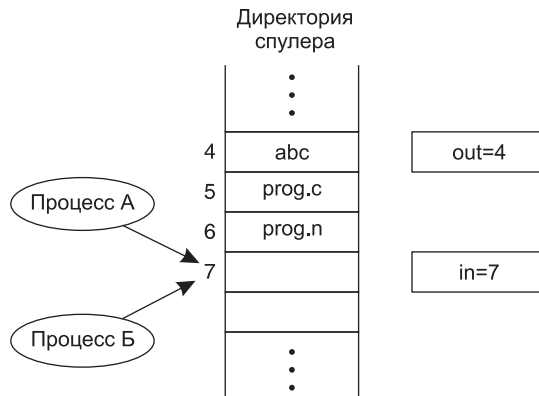 Директория
спулера
4 abc out=4
5 prog.c
Процесс А
6 prog.n
7 in=7
Процесс Б